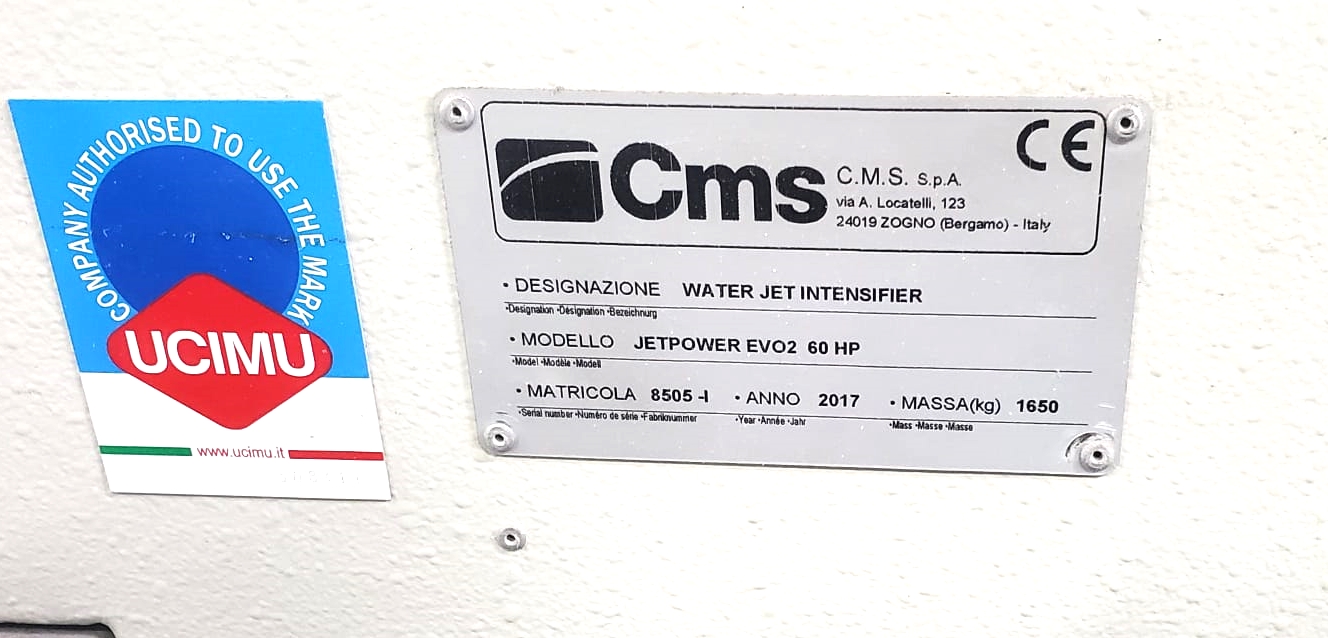 COMPANY AUTHORISED TO USE THE MARK
UCIMU
www.ucimu.it
Cms
C.M.S. S.p.A.
via A. Locatelli, 123
24019 ZOGNO (Bergamo) - Italy
CE
• DESIGNAZIONE WATER JET INTENSIFIER
•Designation •Désignation •Bezeichnurg
• MODELLO JETPOWER EVO2 60 HP
•Model •Modèle •Modell
• MATRICOLA 8505 -I • ANNO 2017 • MASSA(kg) 1650
•Serial number •Numéro de série •Fabriknummer •Year •Année •Jahr •Mass •Masse •Masse